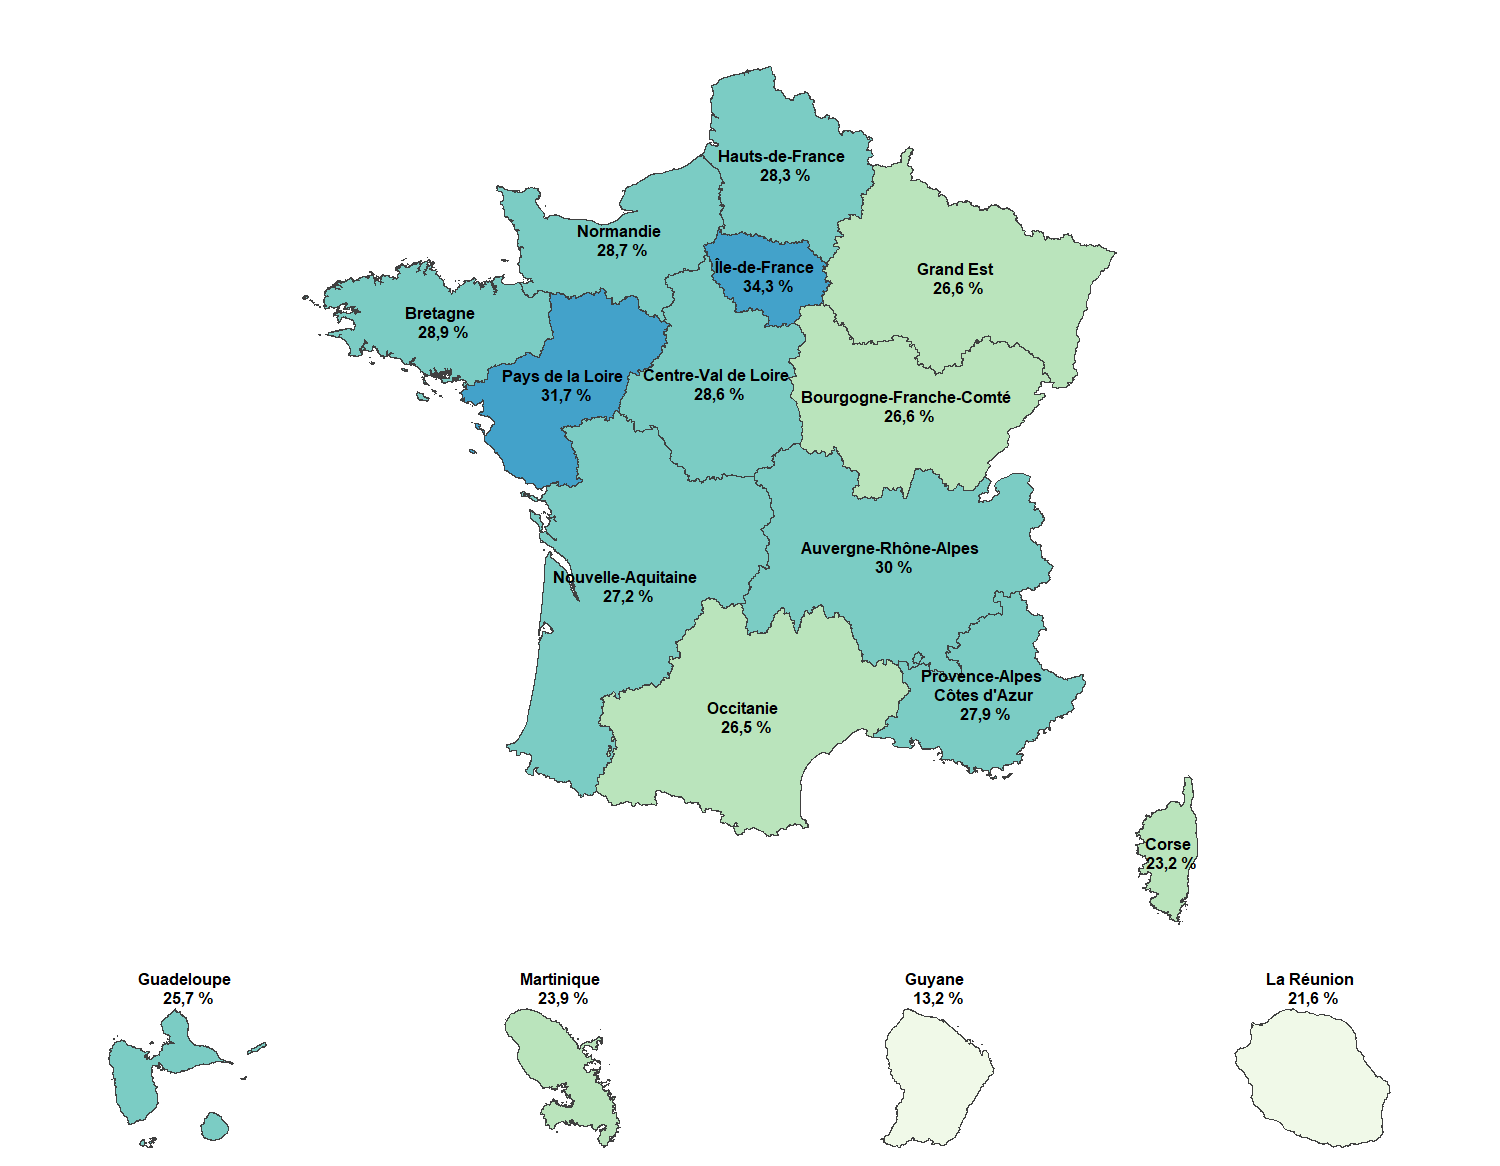 Hauts-de-France
28,3 %
Normandie
28,7 %
Île-de-France
34,3 %
Grand Est
26,6 %
Bretagne
28,9 %
Pays de la Loire
31,7 %
Centre-Val de Loire
28,6 %
Bourgogne-Franche-Comté
26,6 %
Auvergne-Rhône-Alpes
30 %
Nouvelle-Aquitaine
27,2 %
Provence-Alpes
Côtes d'Azur
27,9 %
Occitanie
26,5 %
Corse
23,2 %
Guadeloupe
25,7 %
Martinique
23,9 %
Guyane
13,2 %
La Réunion
21,6 %